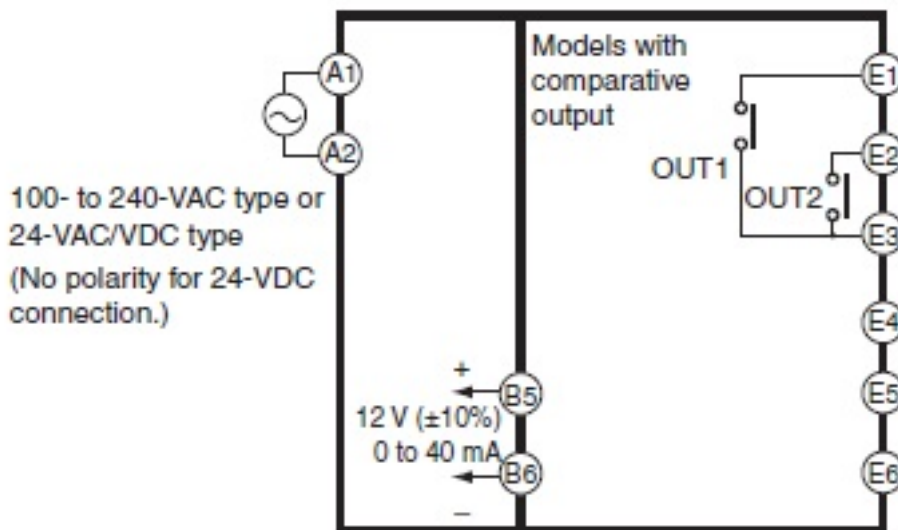 A1
A2
100- to 240-VAC type or
24-VAC/VDC type
(No polarity for 24-VDC
connection.)
+
B5
12 V (±10%)
0 to 40 mA
B6
−
Models with
comparative
output
OUT1
OUT2
E1
E2
E3
E4
E5
E6